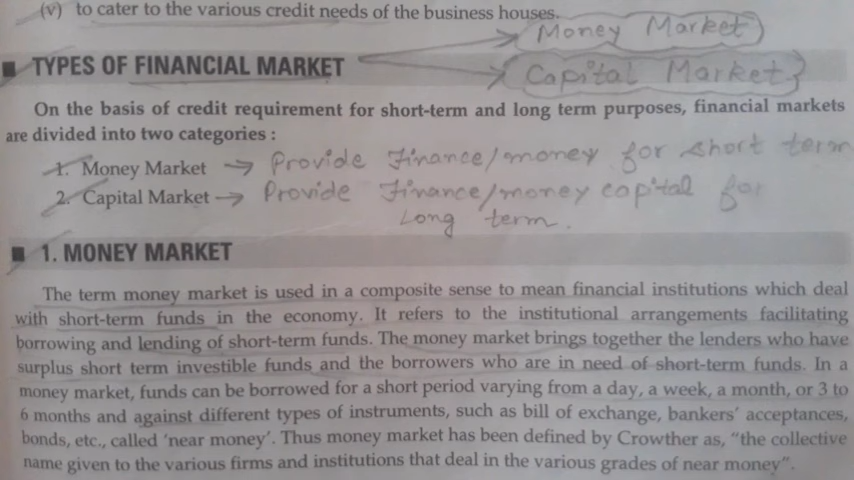 (v) to cater to the various credit needs of the business houses.
Money Market
TYPES OF FINANCIAL MARKET
Capital Market
On the basis of credit requirement for short-term and long term purposes, financial markets
are divided into two categories :
1. Money Market → Provide Finance/money for short term
2. Capital Market → Provide Finance/money capital for
Long term.
1. MONEY MARKET
The term money market is used in a composite sense to mean financial institutions which deal
with short-term funds in the economy. It refers to the institutional arrangements facilitating
borrowing and lending of short-term funds. The money market brings together the lenders who have
surplus short term investible funds and the borrowers who are in need of short-term funds. In a
money market, funds can be borrowed for a short period varying from a day, a week, a month, or 3 to
6 months and against different types of instruments, such as bill of exchange, bankers' acceptances,
bonds, etc., called 'near money'. Thus money market has been defined by Crowther as, "the collective
name given to the various firms and institutions that deal in the various grades of near money".